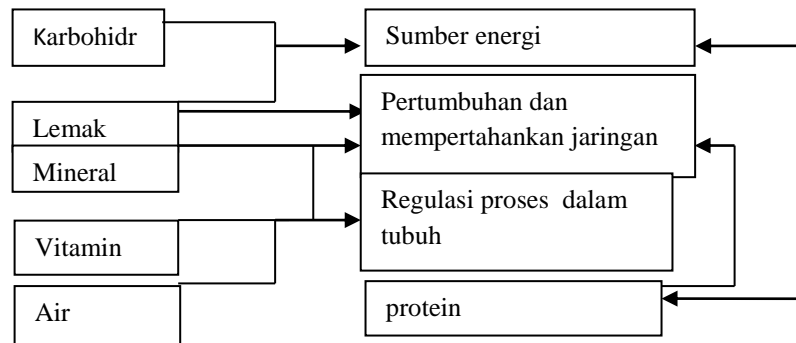 Karbohidr
Sumber energi
Lemak
Pertumbuhan dan
mempertahankan jaringan
Mineral
Regulasi proses dalam
tubuh
Vitamin
Air
protein